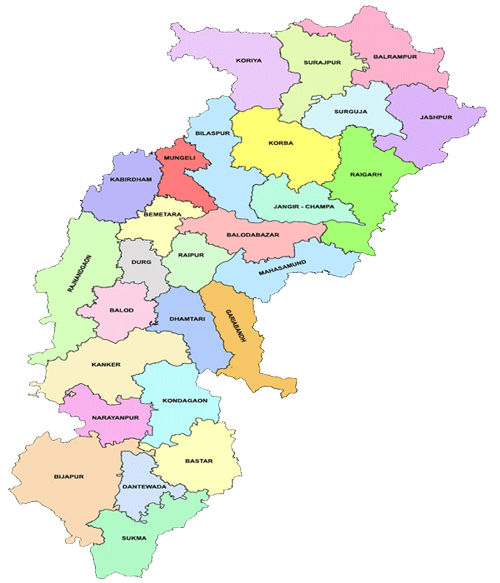 BALRAMPUR
KORIYA
SURAJPUR
SURGUJA
JASHPUR
BILASPUR
KORBA
MUNGELI
RAIGARH
KABIRDHAM
JANGIR - CHAMPA
BEMETARA
BALODABAZAR
RAIPUR
DURG
MAHASAMUND
RAJNANDGAON
BALOD
DHAMTARI
GARIABANDH
KANKER
KONDAGAON
NARAYANPUR
BASTAR
BIJAPUR
DANTEWADA
SUKMA